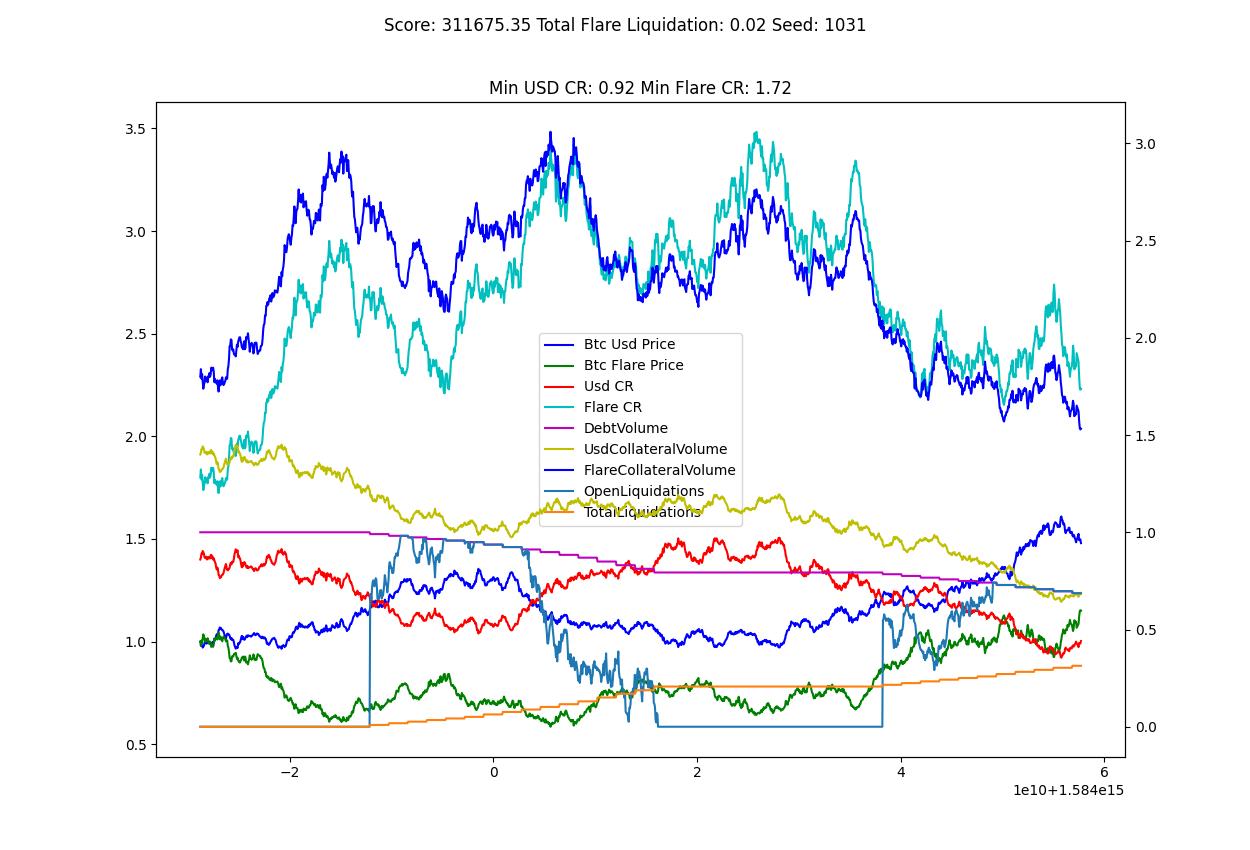 Score: 311675.35 Total Flare Liquidation: 0.02 Seed: 1031
Min USD CR: 0.92 Min Flare CR: 1.72
3.5
3.0
2.5
2.0
1.5
1.0
0.5
3.0
2.5
2.0
1.5
1.0
0.5
0.0
Btc Usd Price
Btc Flare Price
Usd CR
Flare CR
DebtVolume
UsdCollateralVolume
FlareCollateralVolume
OpenLiquidations
TotalLiquidations
−2 0 2 4 6
1e10+1.584e15